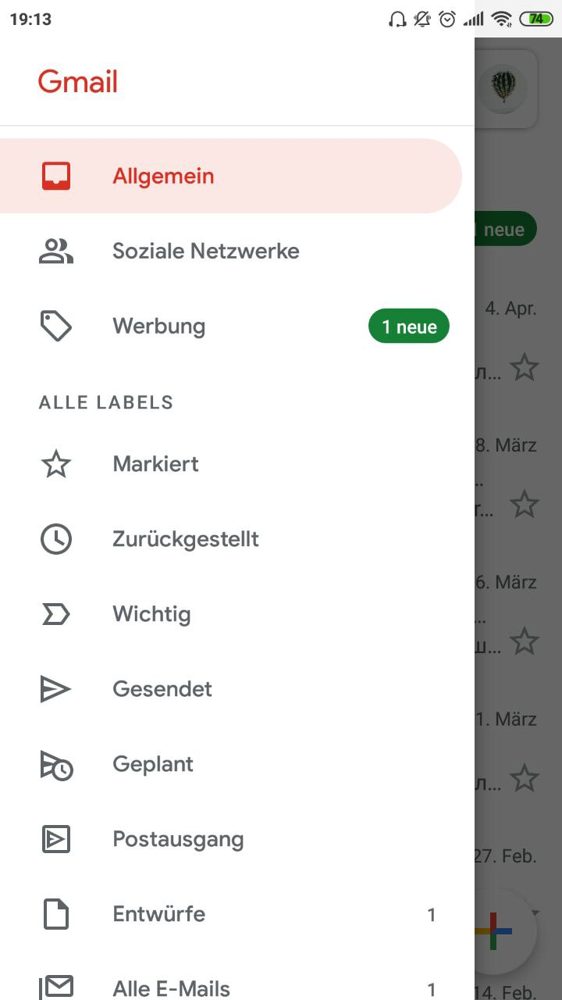 19:13
74
Gmail
Allgemein
neue
Soziale Netzwerke
4. Apr.
Werbung
1 neue
л...
ALLE LABELS
8. März
Markiert
..
r...
Zurückgestellt
6. März
Wichtig
...
ш...
Gesendet
1. März
Geplant
л...
Postausgang
27. Feb.
Entwürfe
1
Alle E-Mails
1
14. Feb.